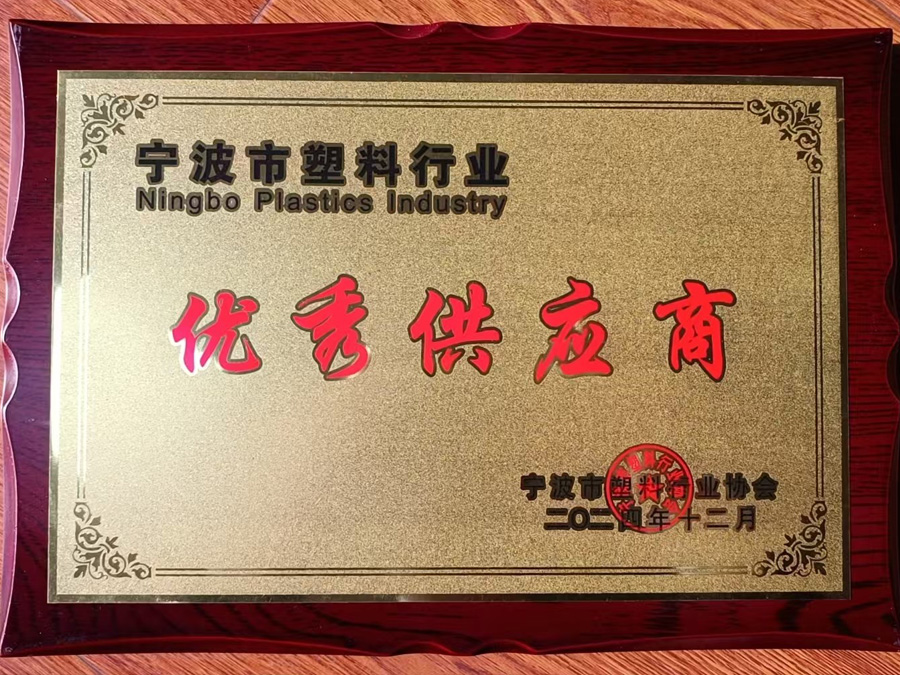 宁波市塑料行业
Ningbo Plastics Industry
优秀供应商
宁波市塑料行业协会
二〇二四年十二月